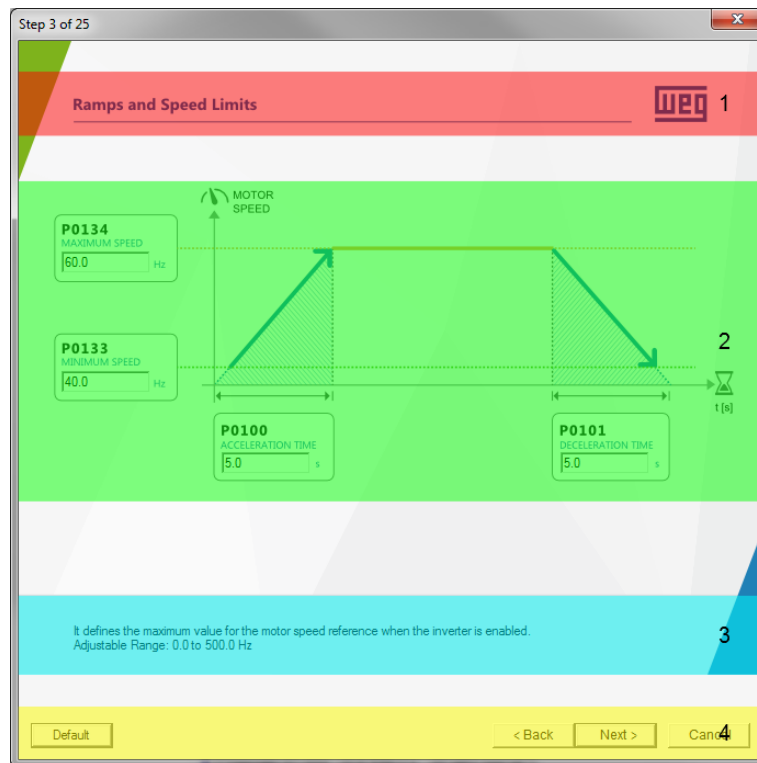 Step 3 of 25
Ramps and Speed Limits
weg
1
MOTOR
SPEED
P0134
MAXIMUM SPEED
60.0 Hz
P0133
MINIMUM SPEED
40.0 Hz
2
t [s]
P0100
ACCELERATION TIME
5.0 s
P0101
DECELERATION TIME
5.0 s
It defines the maximum value for the motor speed reference when the inverter is enabled.
Adjustable Range: 0.0 to 500.0 Hz
3
Default
< Back
Next >
Cancel
4